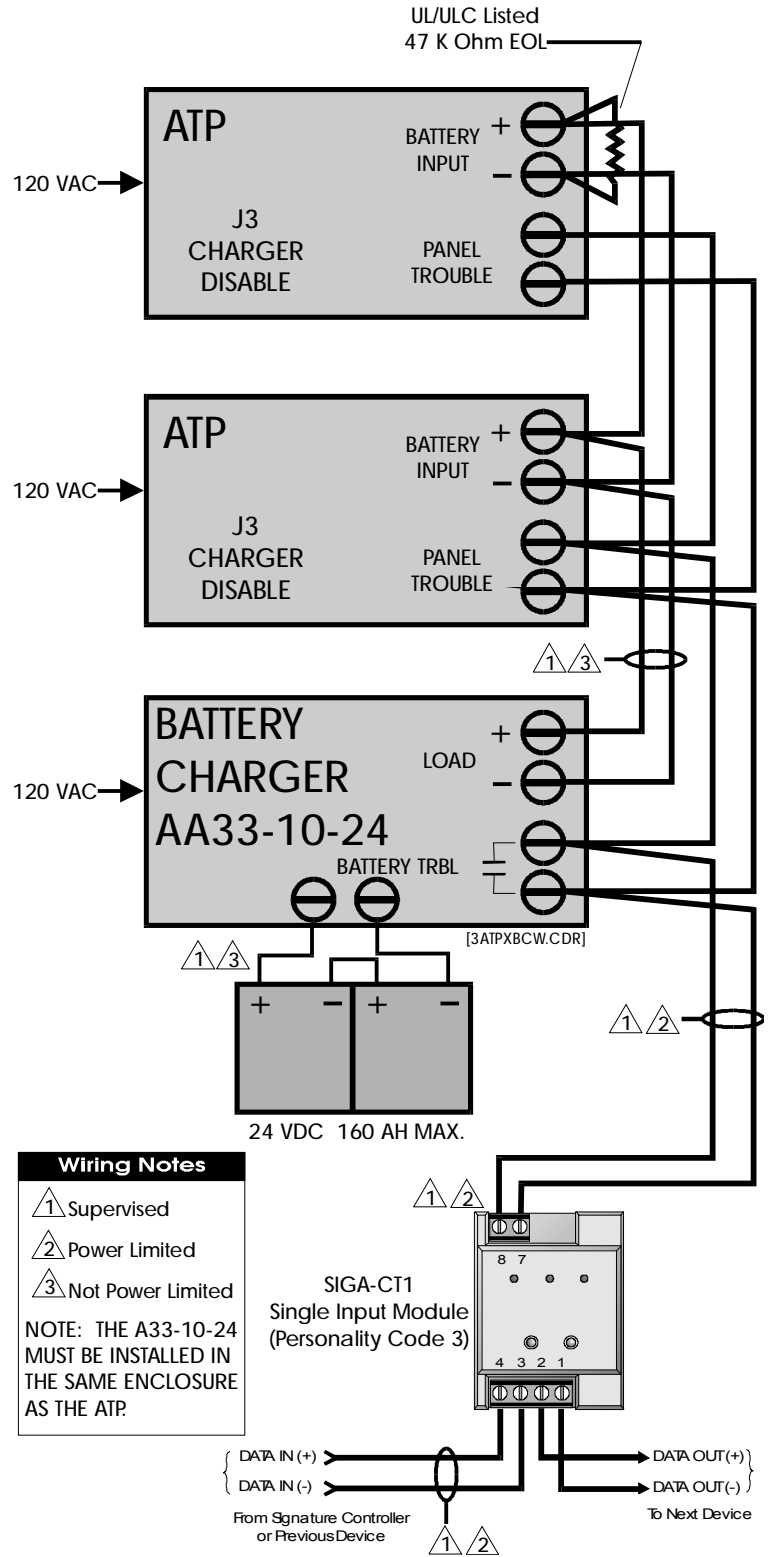 UL/ULC Listed
47 K Ohm EOL
ATP
BATTERY
INPUT
+
−
120 VAC
J3
CHARGER
DISABLE
PANEL
TROUBLE
ATP
BATTERY
INPUT
+
−
120 VAC
J3
CHARGER
DISABLE
PANEL
TROUBLE
1 3
BATTERY
CHARGER
AA33-10-24
LOAD
+
−
120 VAC
BATTERY TRBL
[3ATPXBCW.CDR]
1 3
+ − + −
24 VDC 160 AH MAX.
1 2
Wiring Notes
1 Supervised
2 Power Limited
3 Not Power Limited
NOTE: THE A33-10-24
MUST BE INSTALLED IN
THE SAME ENCLOSURE
AS THE ATP.
1 2
8 7
SIGA-CT1
Single Input Module
(Personality Code 3)
4 3 2 1
DATA IN (+)
DATA IN (-)
From Signature Controller
or Previous Device
1 2
DATA OUT (+)
DATA OUT (-)
To Next Device